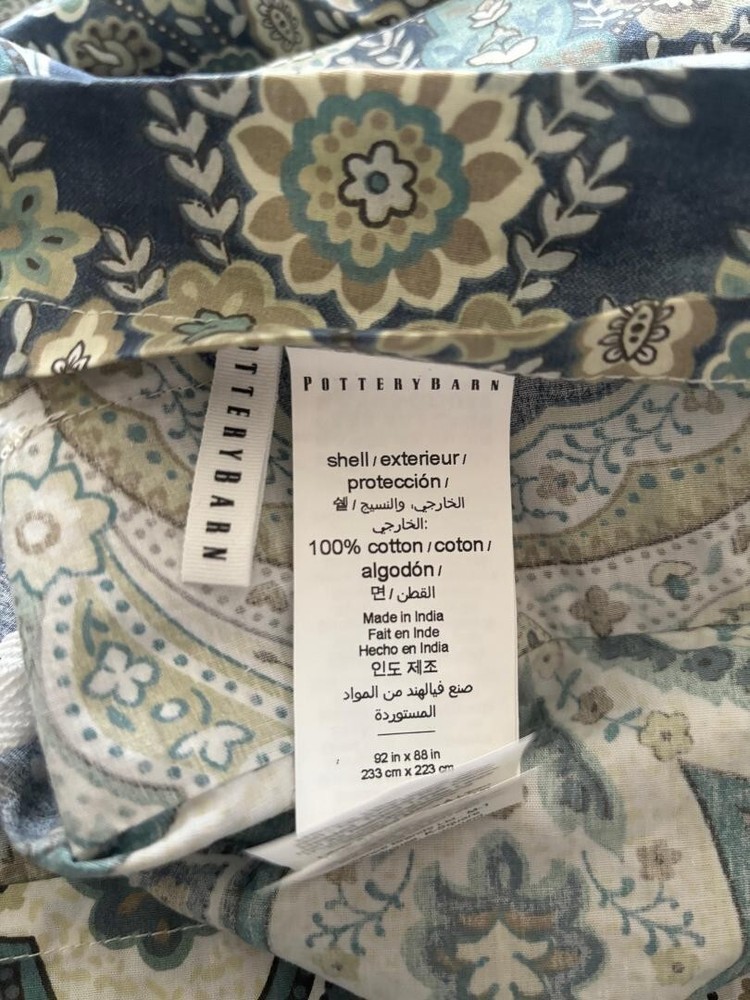 TTERYBARN
POTTERYBARN
shell / exterieur /
protección /
쉘 / الخارجي، والنسيج
الخارجي:
100% cotton / coton /
algodón /
면 / القطن
Made in India
Fait en Inde
Hecho en India
인도 제조
صنع فيالهند من المواد
المستوردة
92 in x 88 in
233 cm x 223 cm